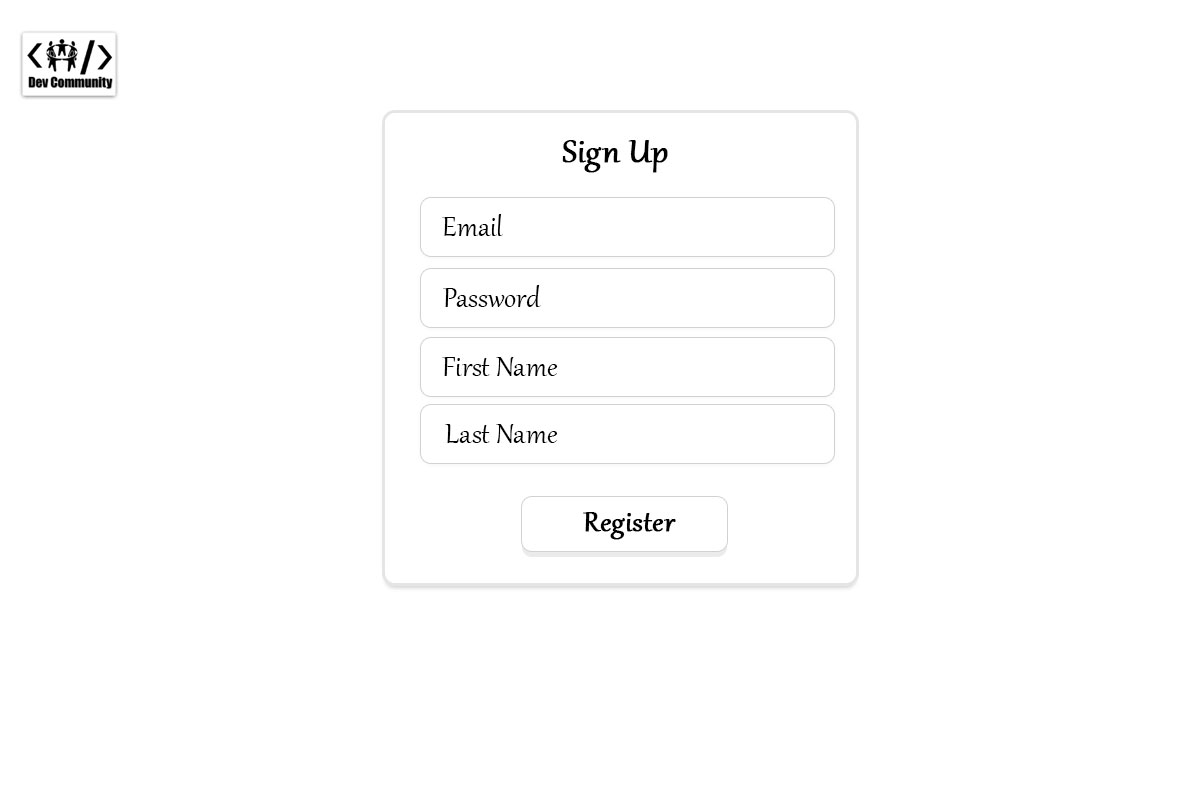 Dev Community
Sign Up
Email
Password
First Name
Last Name
Register